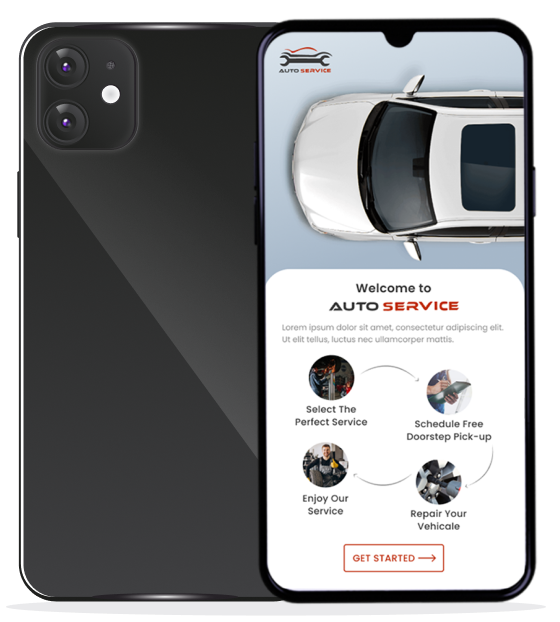 AUTO SERVICE
Welcome to
AUTO SERVICE
Lorem ipsum dolor sit amet, consectetur adipiscing elit.
Ut elit tellus, luctus nec ullamcorper mattis.
Select The
Perfect Service
Schedule Free
Doorstep Pick-up
Enjoy Our
Service
Repair Your
Vehicale
GET STARTED